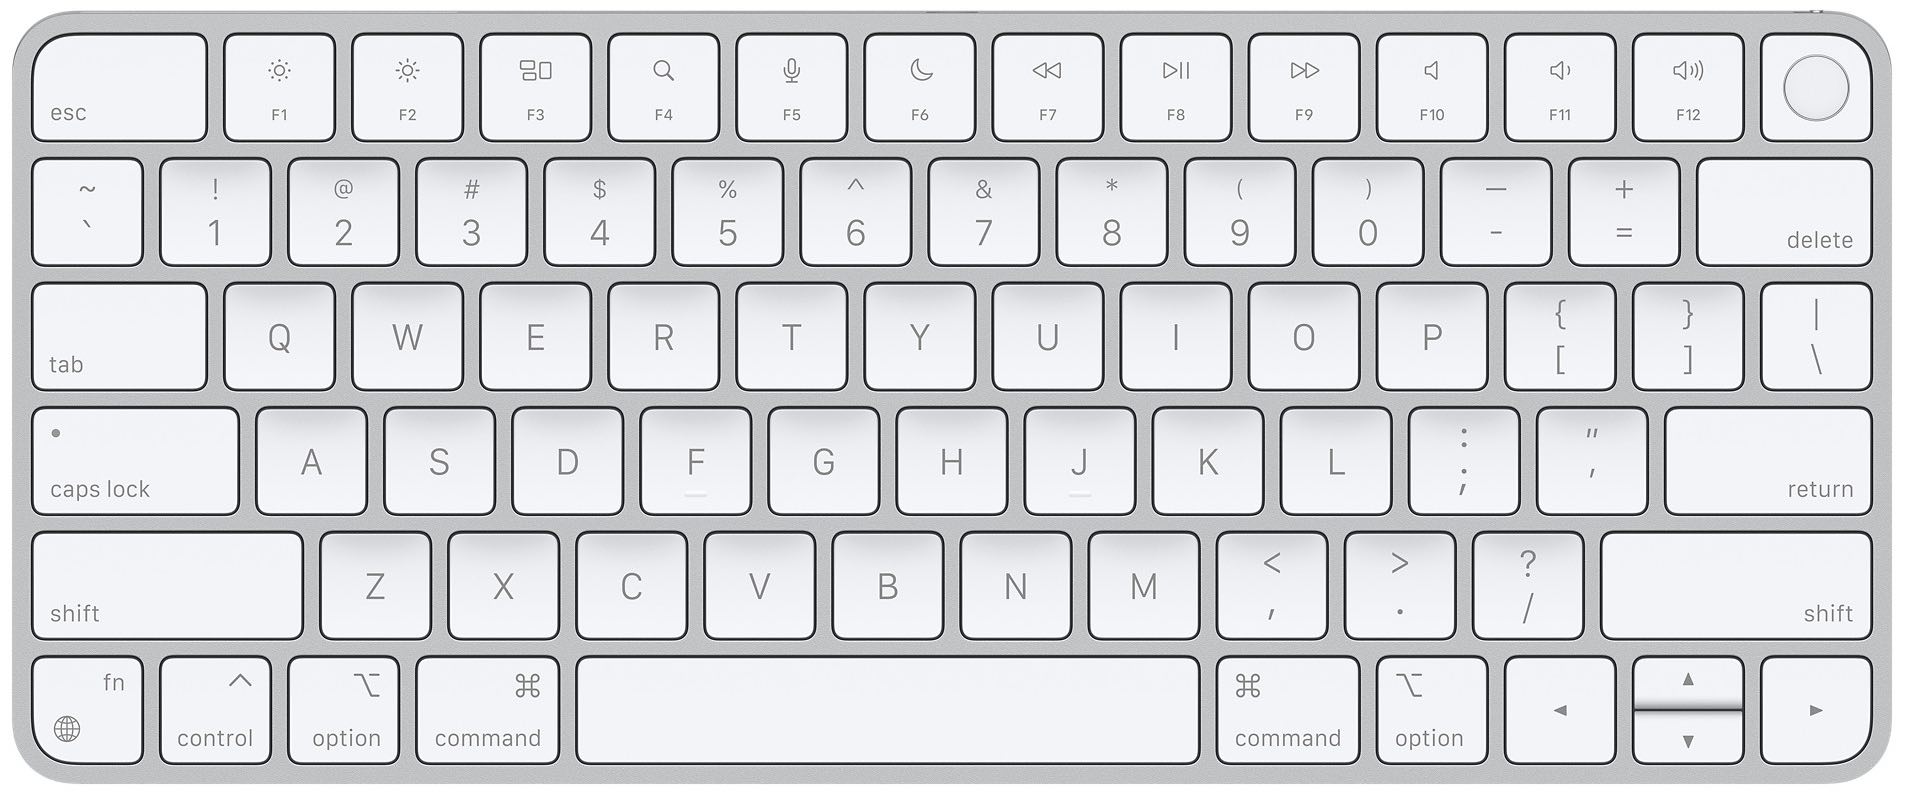 esc F1 F2 F3 F4 F5 F6 F7 F8 F9 F10 F11 F12
~ ! @ # $ % ^ & * ( ) — +
` 1 2 3 4 5 6 7 8 9 0 - = delete
tab Q W E R T Y U I O P { [ } ] | \
caps lock A S D F G H J K L : ; " ' return
shift Z X C V B N M < , > . ? / shift
fn ^ ⌥ ⌘ ⌘ ⌥ ◀ ▲ ▼ ▶
control option command command option